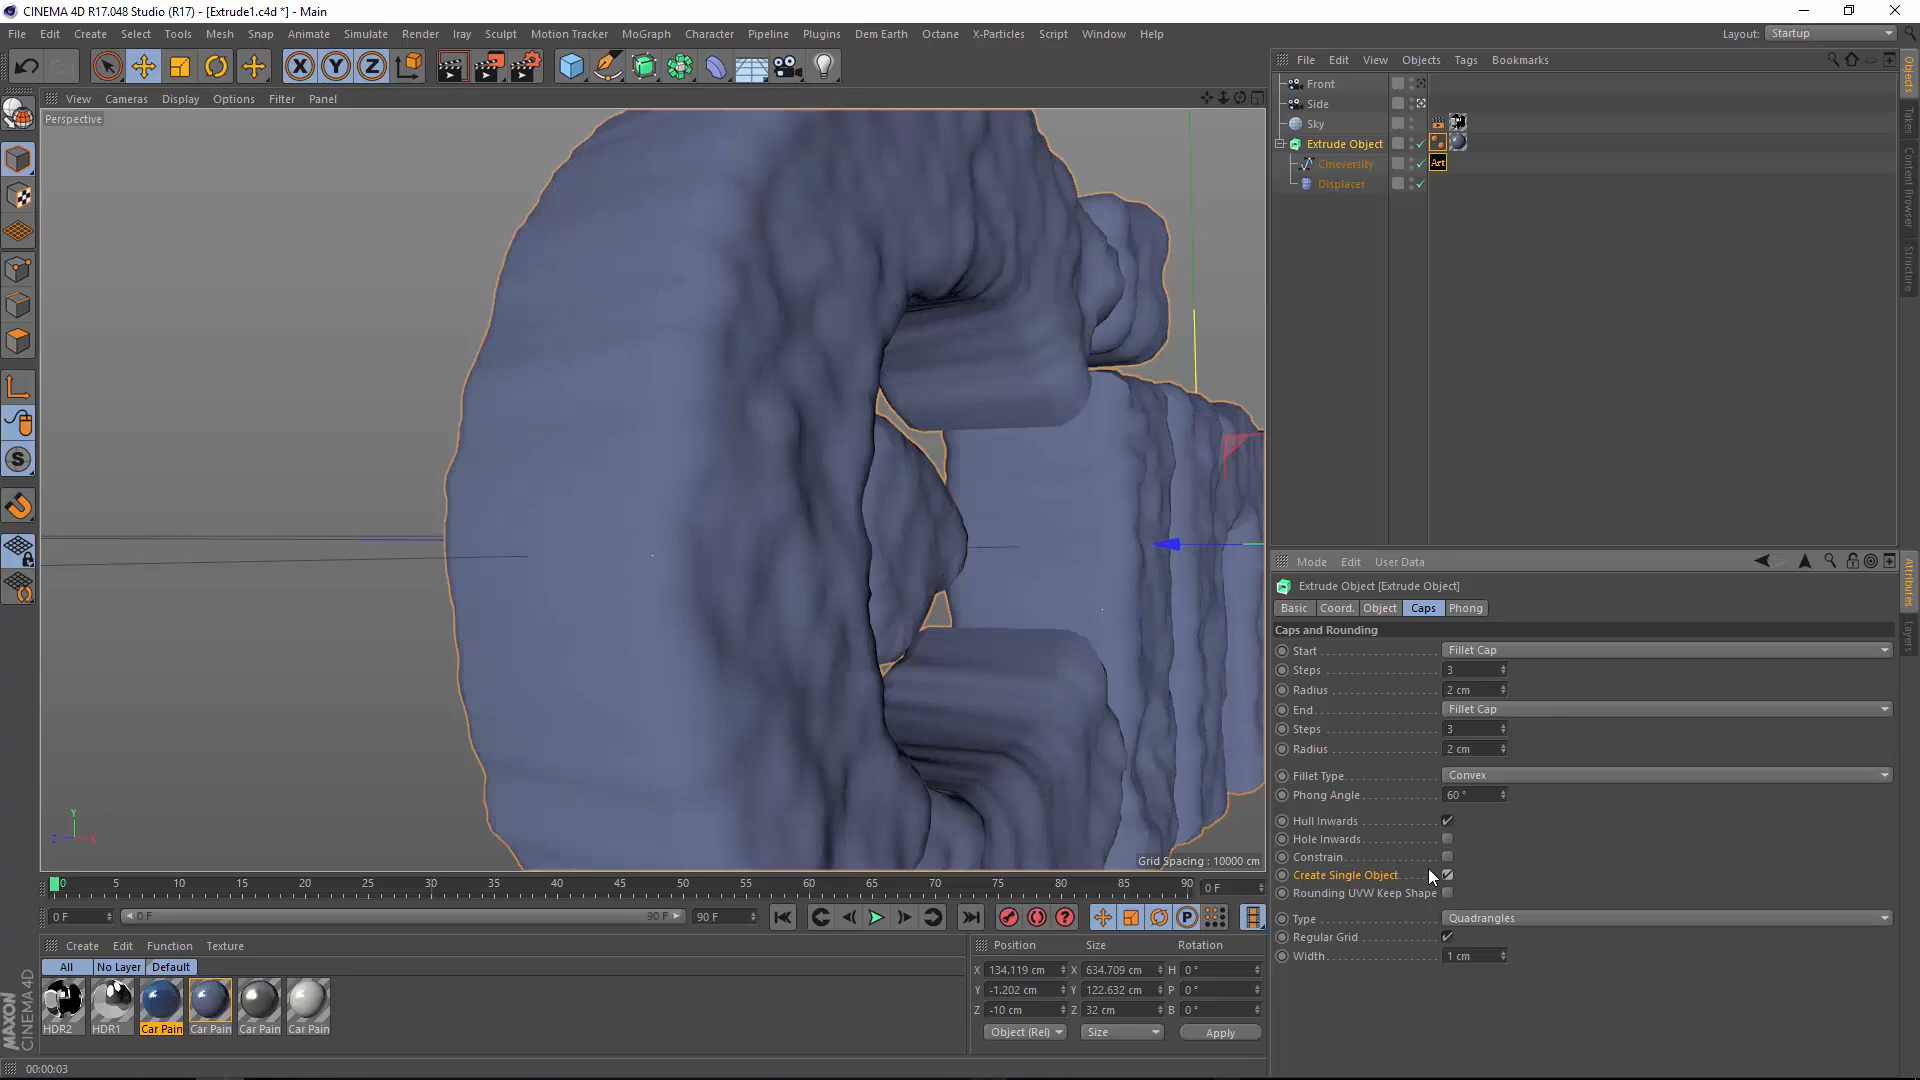 CINEMA 4D R17.048 Studio (R17) - [Extrude1.c4d *] - Main
File Edit Create Select Tools Mesh Snap Animate Simulate Render Iray Sculpt Motion Tracker MoGraph Character Pipeline Plugins Dem Earth Octane X-Particles Script Window Help
Layout: Startup
View Cameras Display Options Filter Panel
Perspective
File Edit View Objects Tags Bookmarks
Front
Side
Sky
Extrude Object
Cineversity
Art
Displacer
Objects
Takes
Content Browser
Structure
Mode Edit User Data
Extrude Object [Extrude Object]
Basic Coord. Object Caps Phong
Caps and Rounding
Start Fillet Cap
Steps 3
Radius 2 cm
End Fillet Cap
Steps 3
Radius 2 cm
Fillet Type Convex
Phong Angle 60 °
Hull Inwards
Hole Inwards
Constrain
Create Single Object
Rounding UVW Keep Shape
Type Quadrangles
Regular Grid
Width 1 cm
Attributes
Layers
Y
Z X
Grid Spacing : 10000 cm
0 5 10 15 20 25 30 35 40 45 50 55 60 65 70 75 80 85 90 0 F
0 F 0 F 90 F 90 F
Create Edit Function Texture
All No Layer Default
HDR2 HDR1 Car Pain Car Pain Car Pain Car Pain
Position Size Rotation
X 134.119 cm X 634.709 cm H 0 °
Y -1.202 cm Y 122.632 cm P 0 °
Z -10 cm Z 32 cm B 0 °
Object (Rel) Size Apply
MAXON
CINEMA 4D
00:00:03